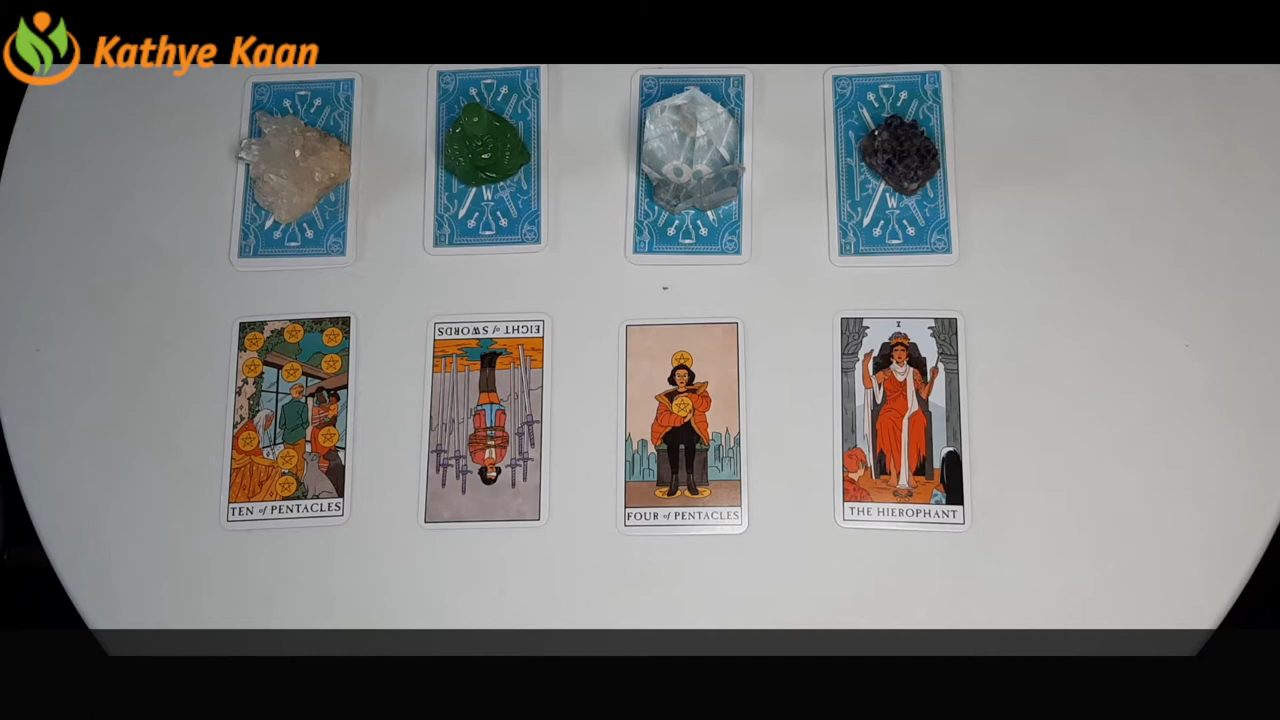 Kathye Kaan
W
W
EIGHT of SWORDS
I
TEN of PENTACLES
FOUR of PENTACLES
THE HIEROPHANT